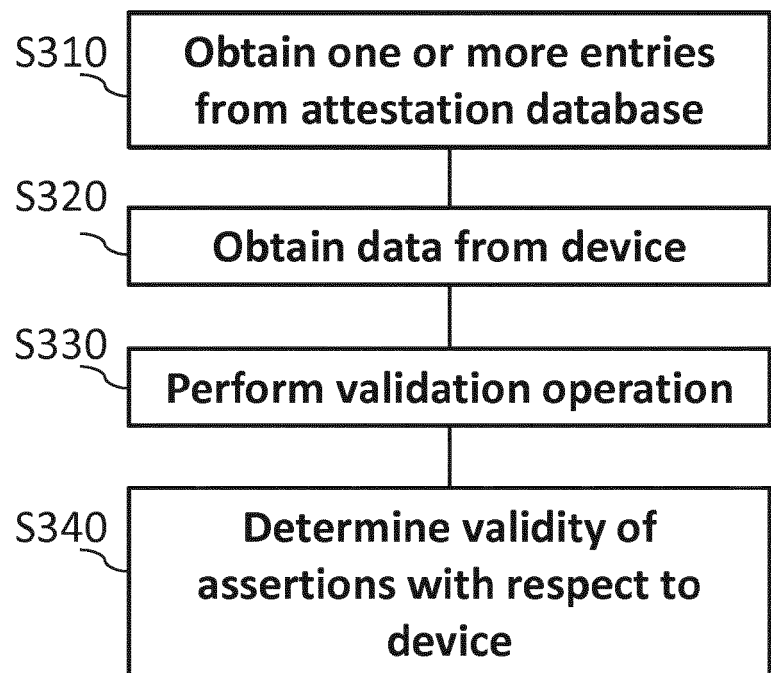 S310
Obtain one or more entries
from attestation database
S320
Obtain data from device
S330
Perform validation operation
S340
Determine validity of
assertions with respect to
device